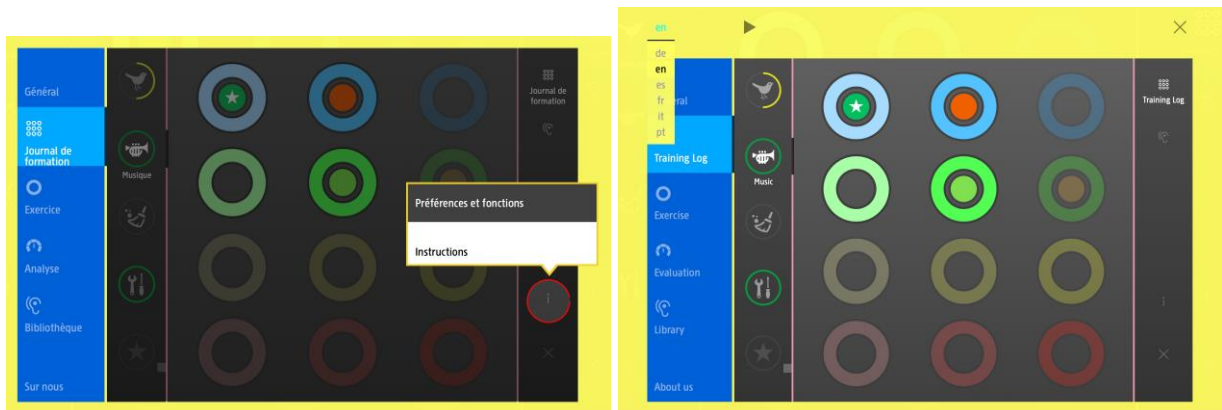 Général
Journal de
formation
Exercice
Analyse
Bibliothèque
Sur nous
Musique
Préférences et fonctions
Instructions
Journal de
formation
i
en
de
en
es
fr
it
pt
Training Log
Exercise
Evaluation
Library
About us
Music
Training Log
i